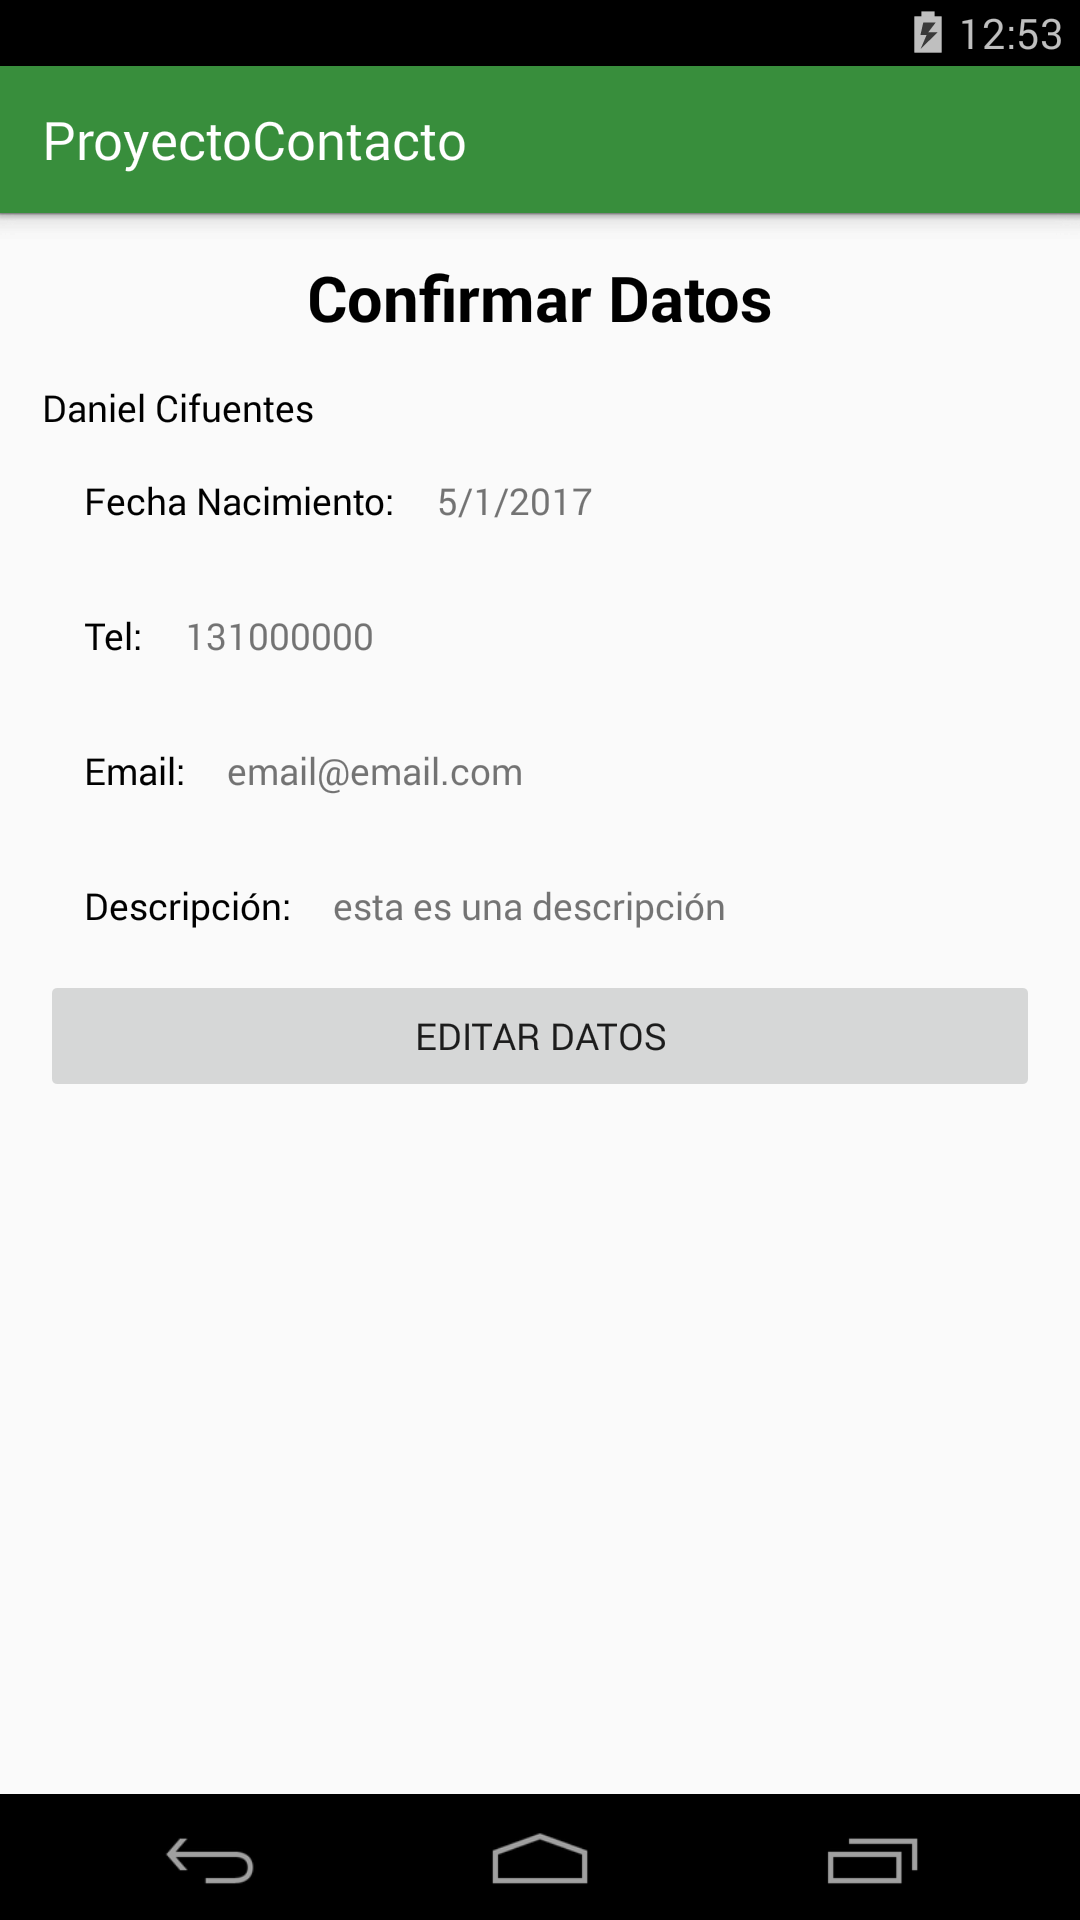 12:53
ProyectoContacto
Confirmar Datos
Daniel Cifuentes
Fecha Nacimiento: 5/1/2017
Tel: 131000000
Email: email@email.com
Descripción: esta es una descripción
EDITAR DATOS